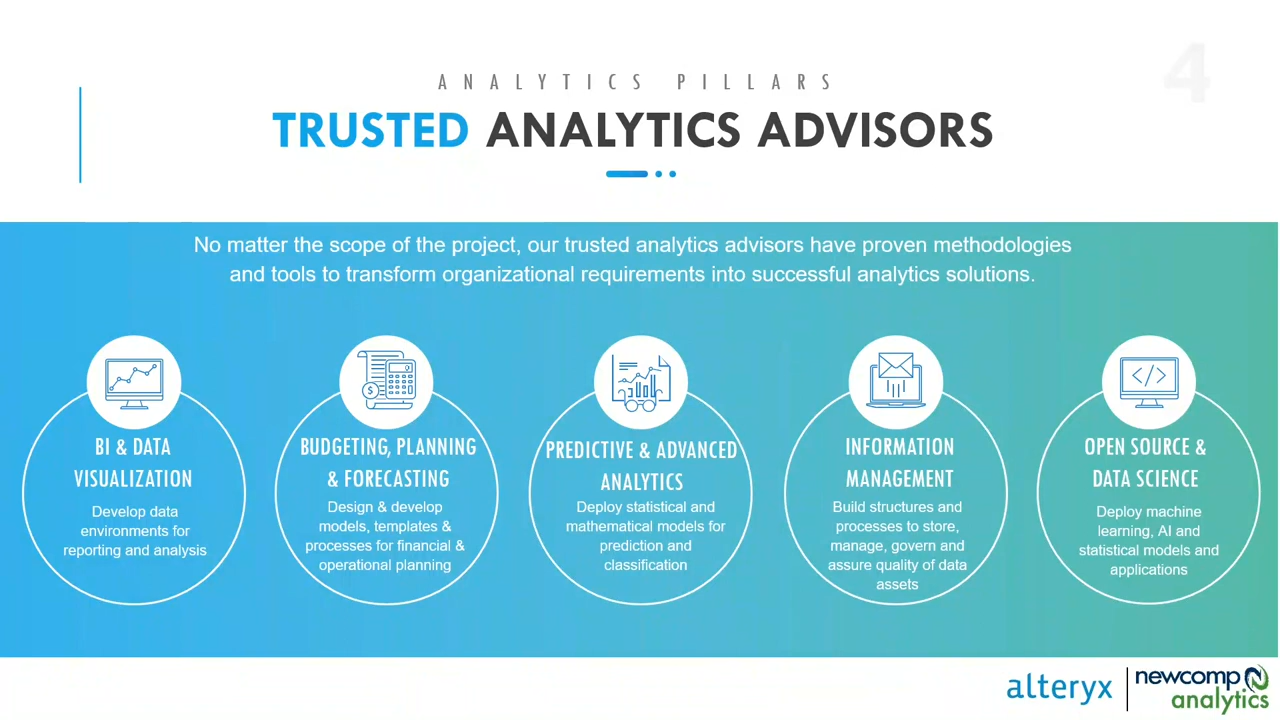 4
ANALYTICS PILLARS
TRUSTED ANALYTICS ADVISORS
No matter the scope of the project, our trusted analytics advisors have proven methodologies
and tools to transform organizational requirements into successful analytics solutions.
BI & DATA
VISUALIZATION
Develop data
environments for
reporting and analysis
$
BUDGETING, PLANNING
& FORECASTING
Design & develop
models, templates &
processes for financial &
operational planning
PREDICTIVE & ADVANCED
ANALYTICS
Deploy statistical and
mathematical models for
prediction and
classification
INFORMATION
MANAGEMENT
Build structures and
processes to store,
manage, govern and
assure quality of data
assets
</>
OPEN SOURCE &
DATA SCIENCE
Deploy machine
learning, AI and
statistical models and
applications
alteryx
newcomp
analytics